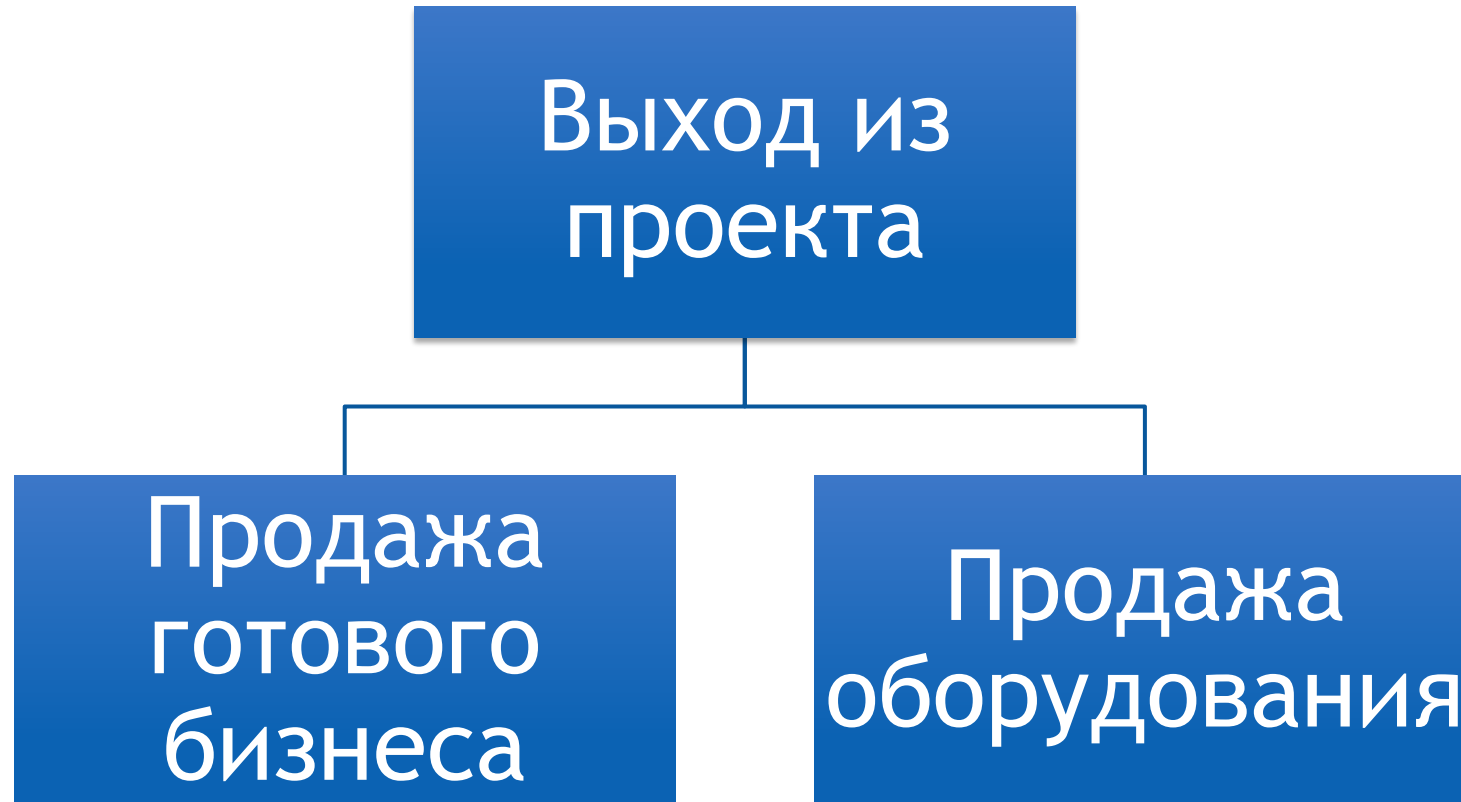 Выход из
проекта
Продажа
готового
бизнеса
Продажа
оборудования